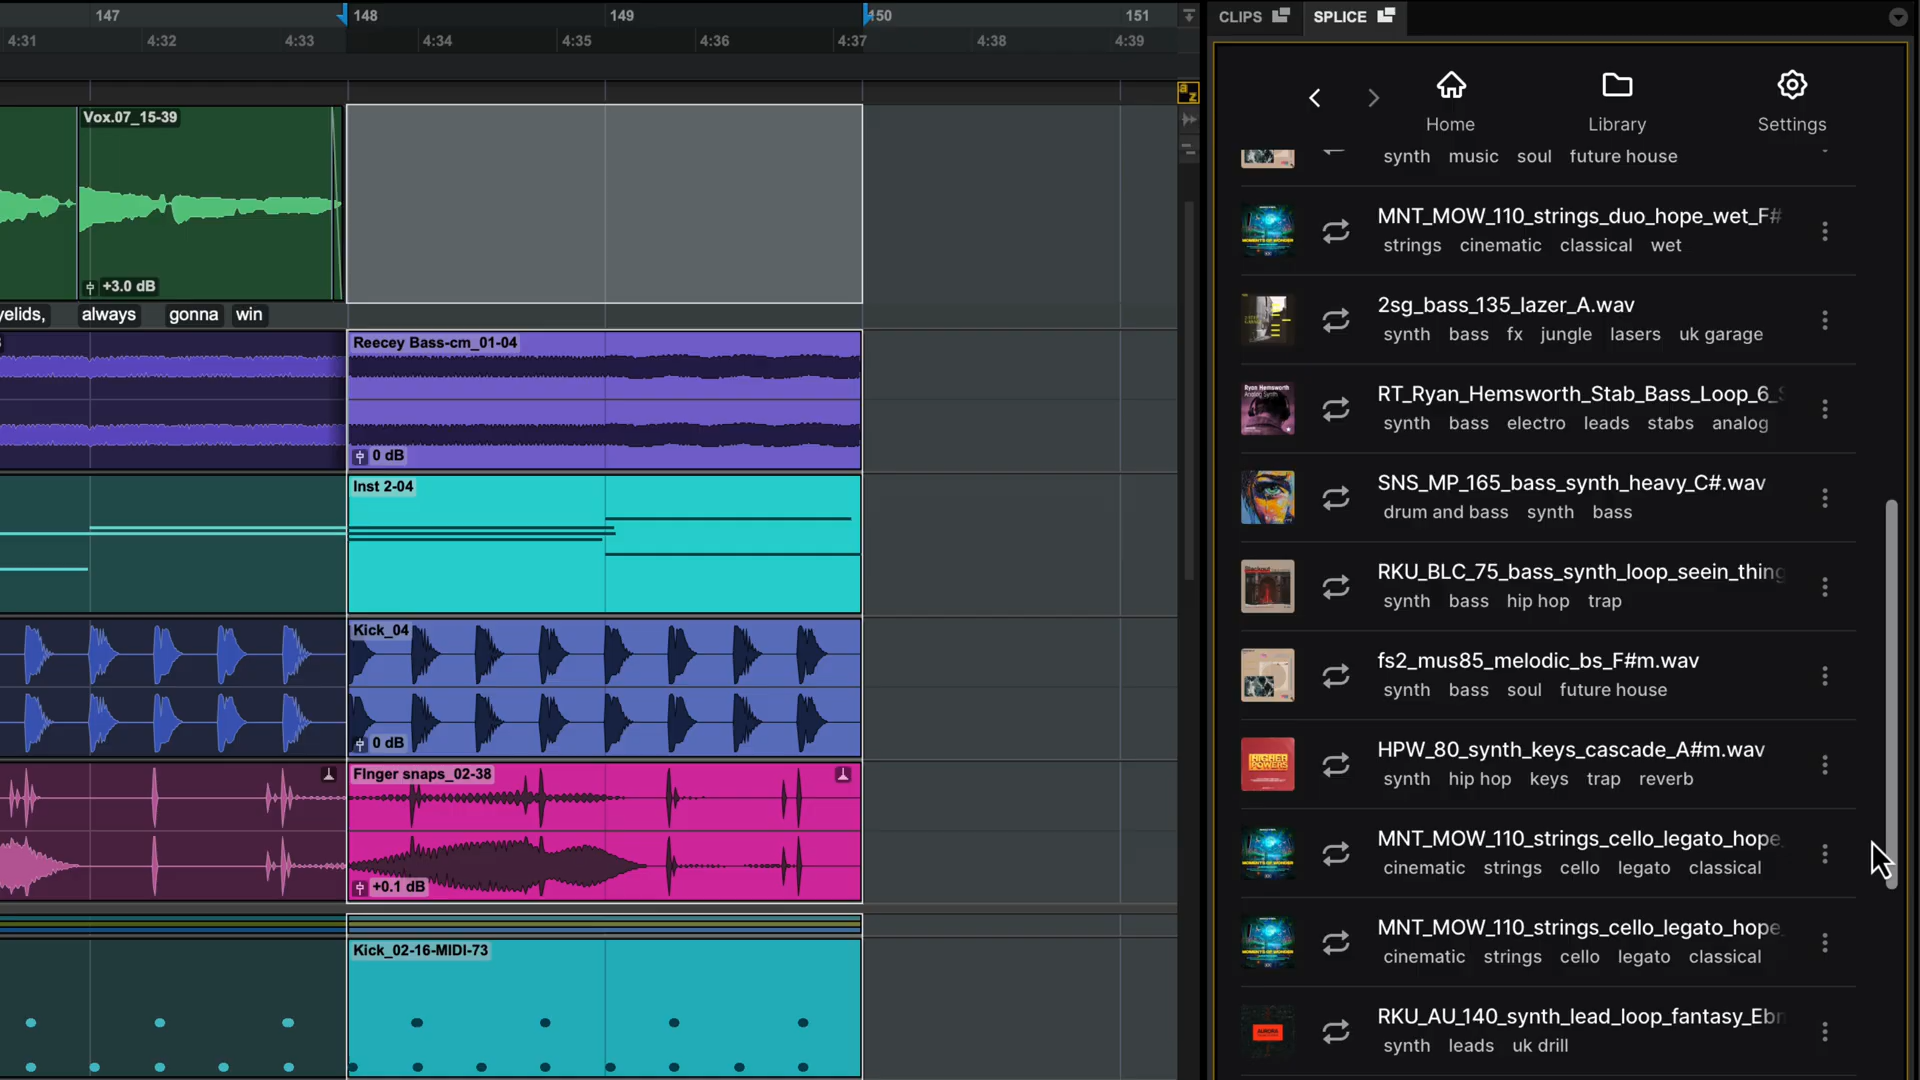 147 148 149 150 151
4:31 4:32 4:33 4:34 4:35 4:36 4:37 4:38 4:39
CLIPS SPLICE
Home Library Settings
Vox.07_15-39
+3.0 dB
yelids, always gonna win
Reecey Bass-cm_01-04
0 dB
Inst 2-04
Kick_04
0 dB
FInger snaps_02-38
+0.1 dB
Kick_02-16-MIDI-73
a z
synth music soul future house
MNT_MOW_110_strings_duo_hope_wet_F#
strings cinematic classical wet
2sg_bass_135_lazer_A.wav
synth bass fx jungle lasers uk garage
RT_Ryan_Hemsworth_Stab_Bass_Loop_6_S
synth bass electro leads stabs analog
SNS_MP_165_bass_synth_heavy_C#.wav
drum and bass synth bass
RKU_BLC_75_bass_synth_loop_seein_thing
synth bass hip hop trap
fs2_mus85_melodic_bs_F#m.wav
synth bass soul future house
HPW_80_synth_keys_cascade_A#m.wav
synth hip hop keys trap reverb
MNT_MOW_110_strings_cello_legato_hope_
cinematic strings cello legato classical
MNT_MOW_110_strings_cello_legato_hope_
cinematic strings cello legato classical
RKU_AU_140_synth_lead_loop_fantasy_Ebm
synth leads uk drill